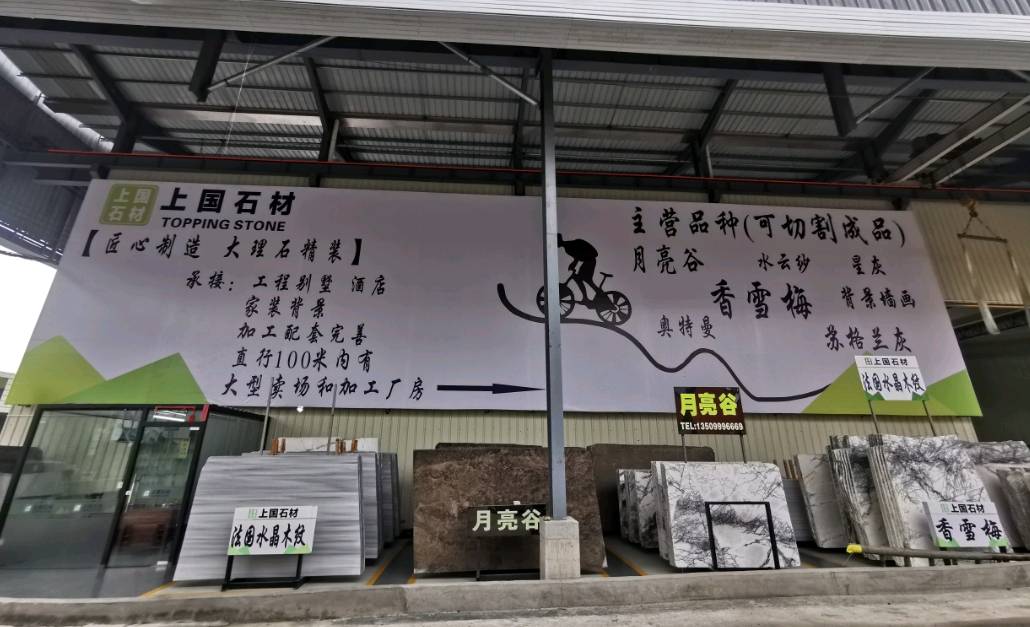 上国
石材
上国石材
TOPPING STONE
【匠心制造 大理石精装】
承接：工程别墅 酒店
家装背景
加工配套完善
直行100米内有
大型卖场和加工厂房
主营品种(可切割成品)
月亮谷 水云纱 星灰
香雪梅 背景墙画
奥特曼 苏格兰灰
上国石材
法国水晶木纹
月亮谷
TEL:13509996669
上国石材
法国水晶木纹
月亮谷
上国石材
香雪梅